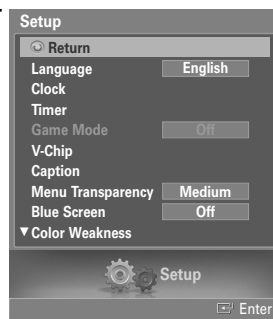 Setup
Return
Language English
Clock
Timer
Game Mode Off
V-Chip
Caption
Menu Transparency Medium
Blue Screen Off
▼Color Weakness
Setup
Enter